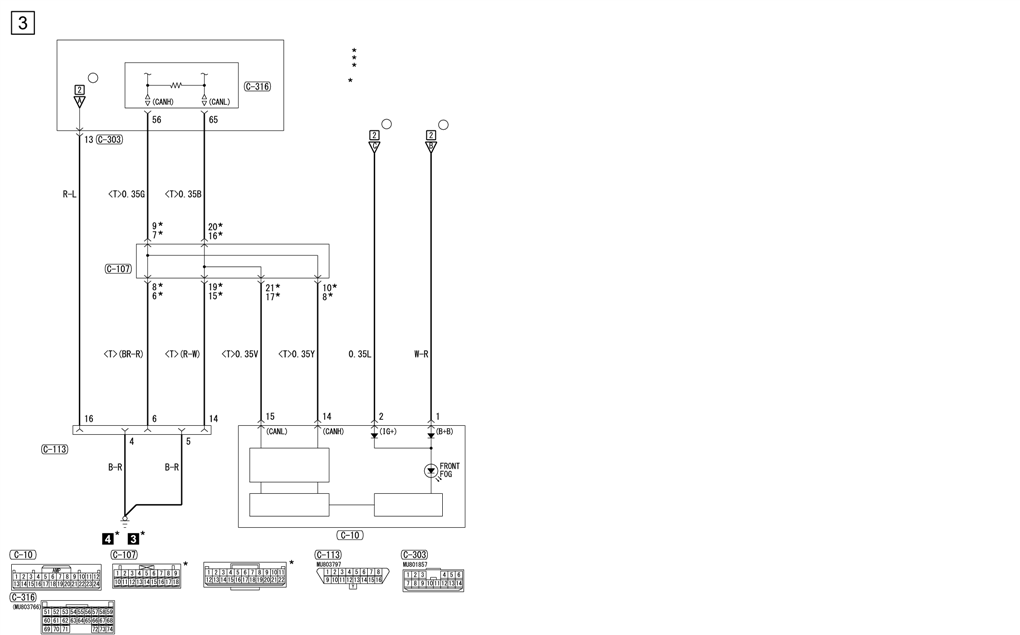 3
*
*
*
*
2
A
(CANH)
(CANL)
C-316
56
65
13
C-303
2
C
2
B
R-L
<T>0.35G
<T>0.35B
9*
7*
20*
16*
C-107
8*
6*
19*
15*
21*
17*
10*
8*
<T>(BR-R)
<T>(R-W)
<T>0.35V
<T>0.35Y
0.35L
W-R
16
6
14
15
14
2
1
(CANL)
(CANH)
(IG+)
(B+B)
C-113
4
5
B-R
B-R
FRONT
FOG
4*
3*
C-10
C-10
AMP
1 2 3 4 5 6 7 8 9 10 11 12
13 14 15 16 17 18 19 20 21 22 23 24
C-107
*
1 2 3 4 5 6 7 8 9
10 11 12 13 14 15 16 17 18
*
1 2 3 4 5 6 7 8 9 10 11
12 13 14 15 16 17 18 19 20 21 22
C-113
MU803797
1 2 3 4 5 6 7 8
9 10 11 12 13 14 15 16
C-303
MU801857
1 2 3 4 5 6
7 8 9 10 11 12 13 14
C-316
(MU803766)
51 52 53 54 55 56 57 58 59
60 61 62 63 64 65 66 67 68
69 70 71 72 73 74